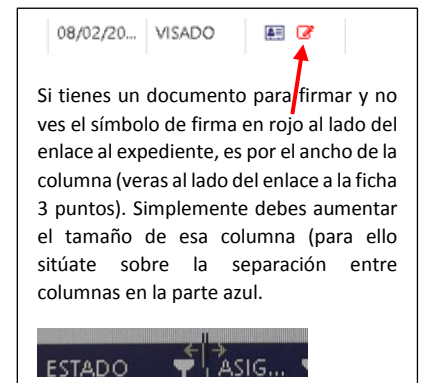 08/02/20... VISADO
Si tienes un documento para firmar y no
ves el símbolo de firma en rojo al lado del
enlace al expediente, es por el ancho de la
columna (veras al lado del enlace a la ficha
3 puntos). Simplemente debes aumentar
el tamaño de esa columna (para ello
sitúate sobre la separación entre
columnas en la parte azul.
ESTADO ASIG...